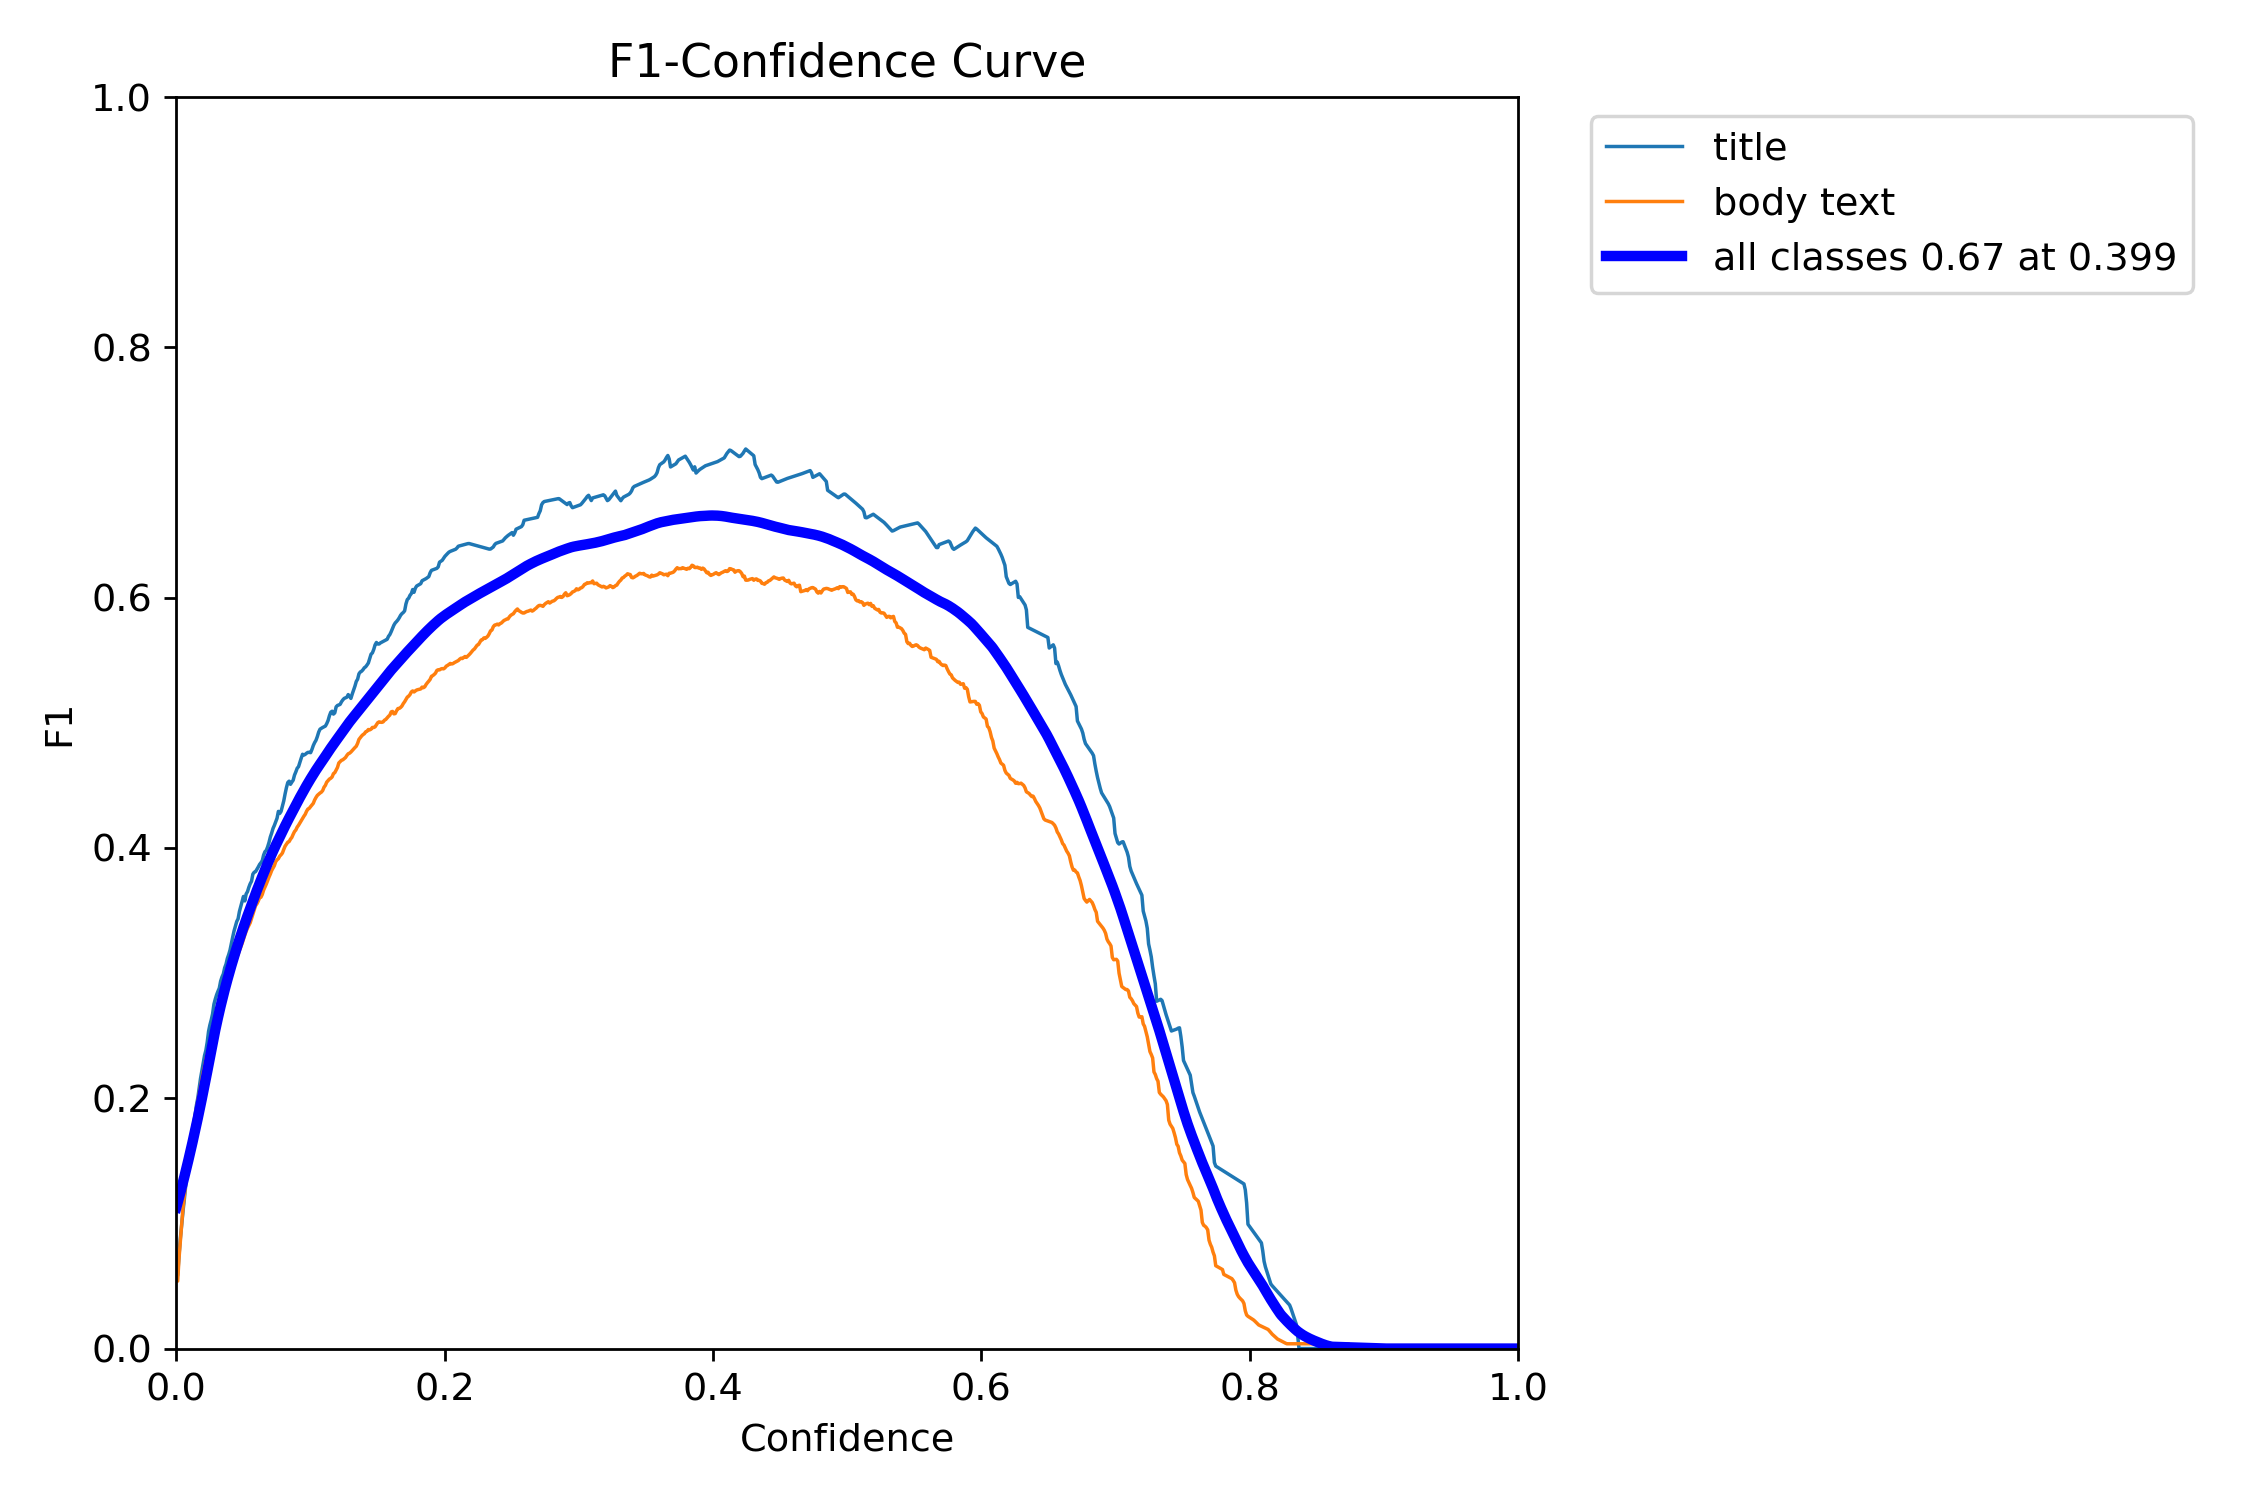 F1-Confidence Curve
1.0
0.8
0.6
0.4
0.2
0.0
F1
0.0 0.2 0.4 0.6 0.8 1.0
Confidence
title
body text
all classes 0.67 at 0.399